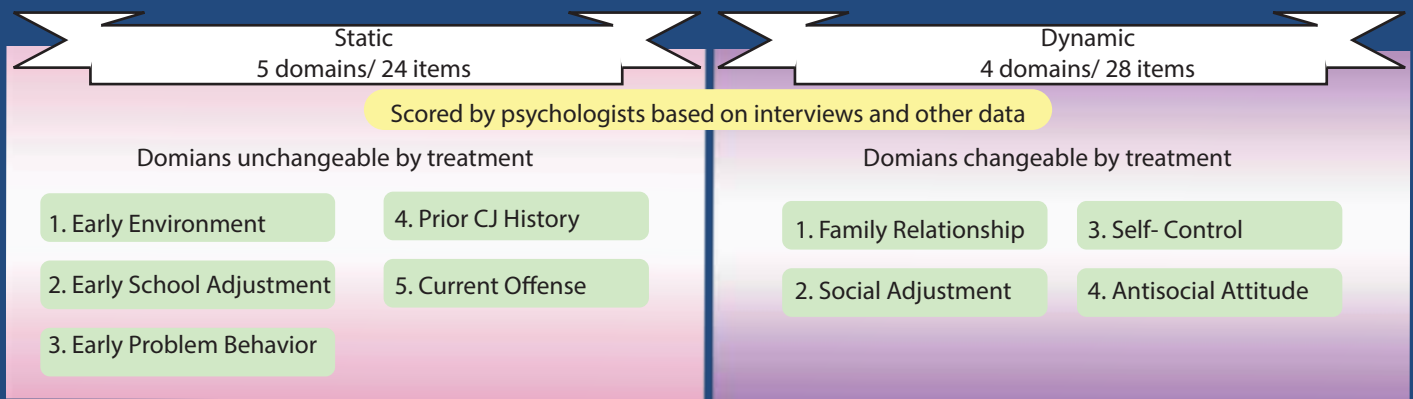 Static
5 domains/ 24 items
Dynamic
4 domains/ 28 items
Scored by psychologists based on interviews and other data
Domians unchangeable by treatment
1. Early Environment
2. Early School Adjustment
3. Early Problem Behavior
4. Prior CJ History
5. Current Offense
Domians changeable by treatment
1. Family Relationship
2. Social Adjustment
3. Self- Control
4. Antisocial Attitude